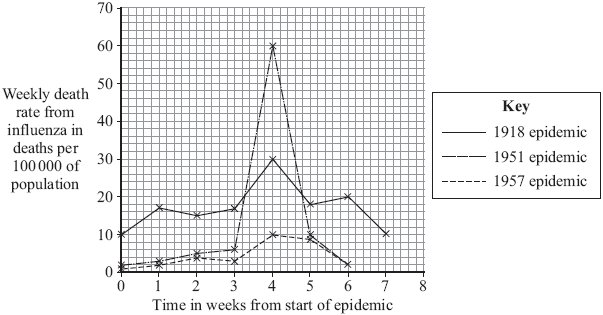 70
60
50
40
30
20
10
0
Weekly death
rate from
influenza in
deaths per
100 000 of
population
0 1 2 3 4 5 6 7 8
Time in weeks from start of epidemic
Key
1918 epidemic
1951 epidemic
1957 epidemic